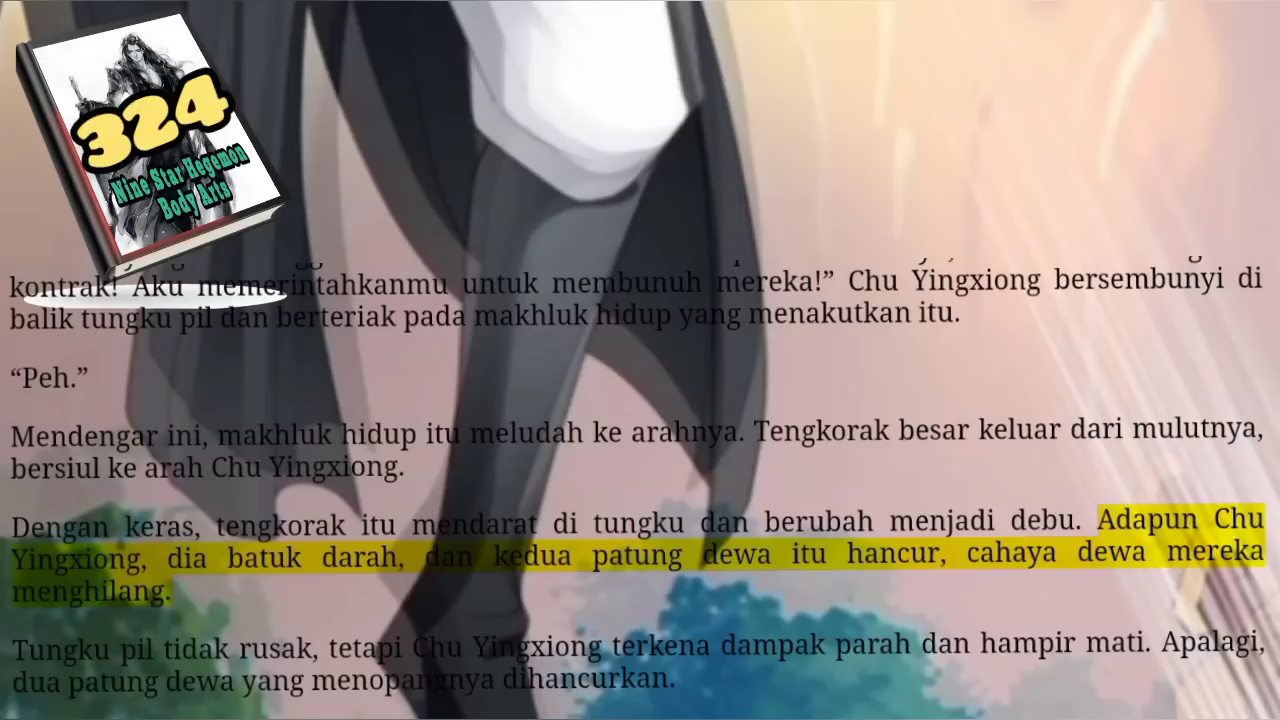 324
Nine Star Hegemon
Body Arts
kontrak! Aku memerintahkanmu untuk membunuh mereka!” Chu Yingxiong bersembunyi di
balik tungku pil dan berteriak pada makhluk hidup yang menakutkan itu.
“Peh.”
Mendengar ini, makhluk hidup itu meludah ke arahnya. Tengkorak besar keluar dari mulutnya,
bersiul ke arah Chu Yingxiong.
Dengan keras, tengkorak itu mendarat di tungku dan berubah menjadi debu. Adapun Chu
Yingxiong, dia batuk darah, dan kedua patung dewa itu hancur, cahaya dewa mereka
menghilang.
Tungku pil tidak rusak, tetapi Chu Yingxiong terkena dampak parah dan hampir mati. Apalagi,
dua patung dewa yang menopangnya dihancurkan.